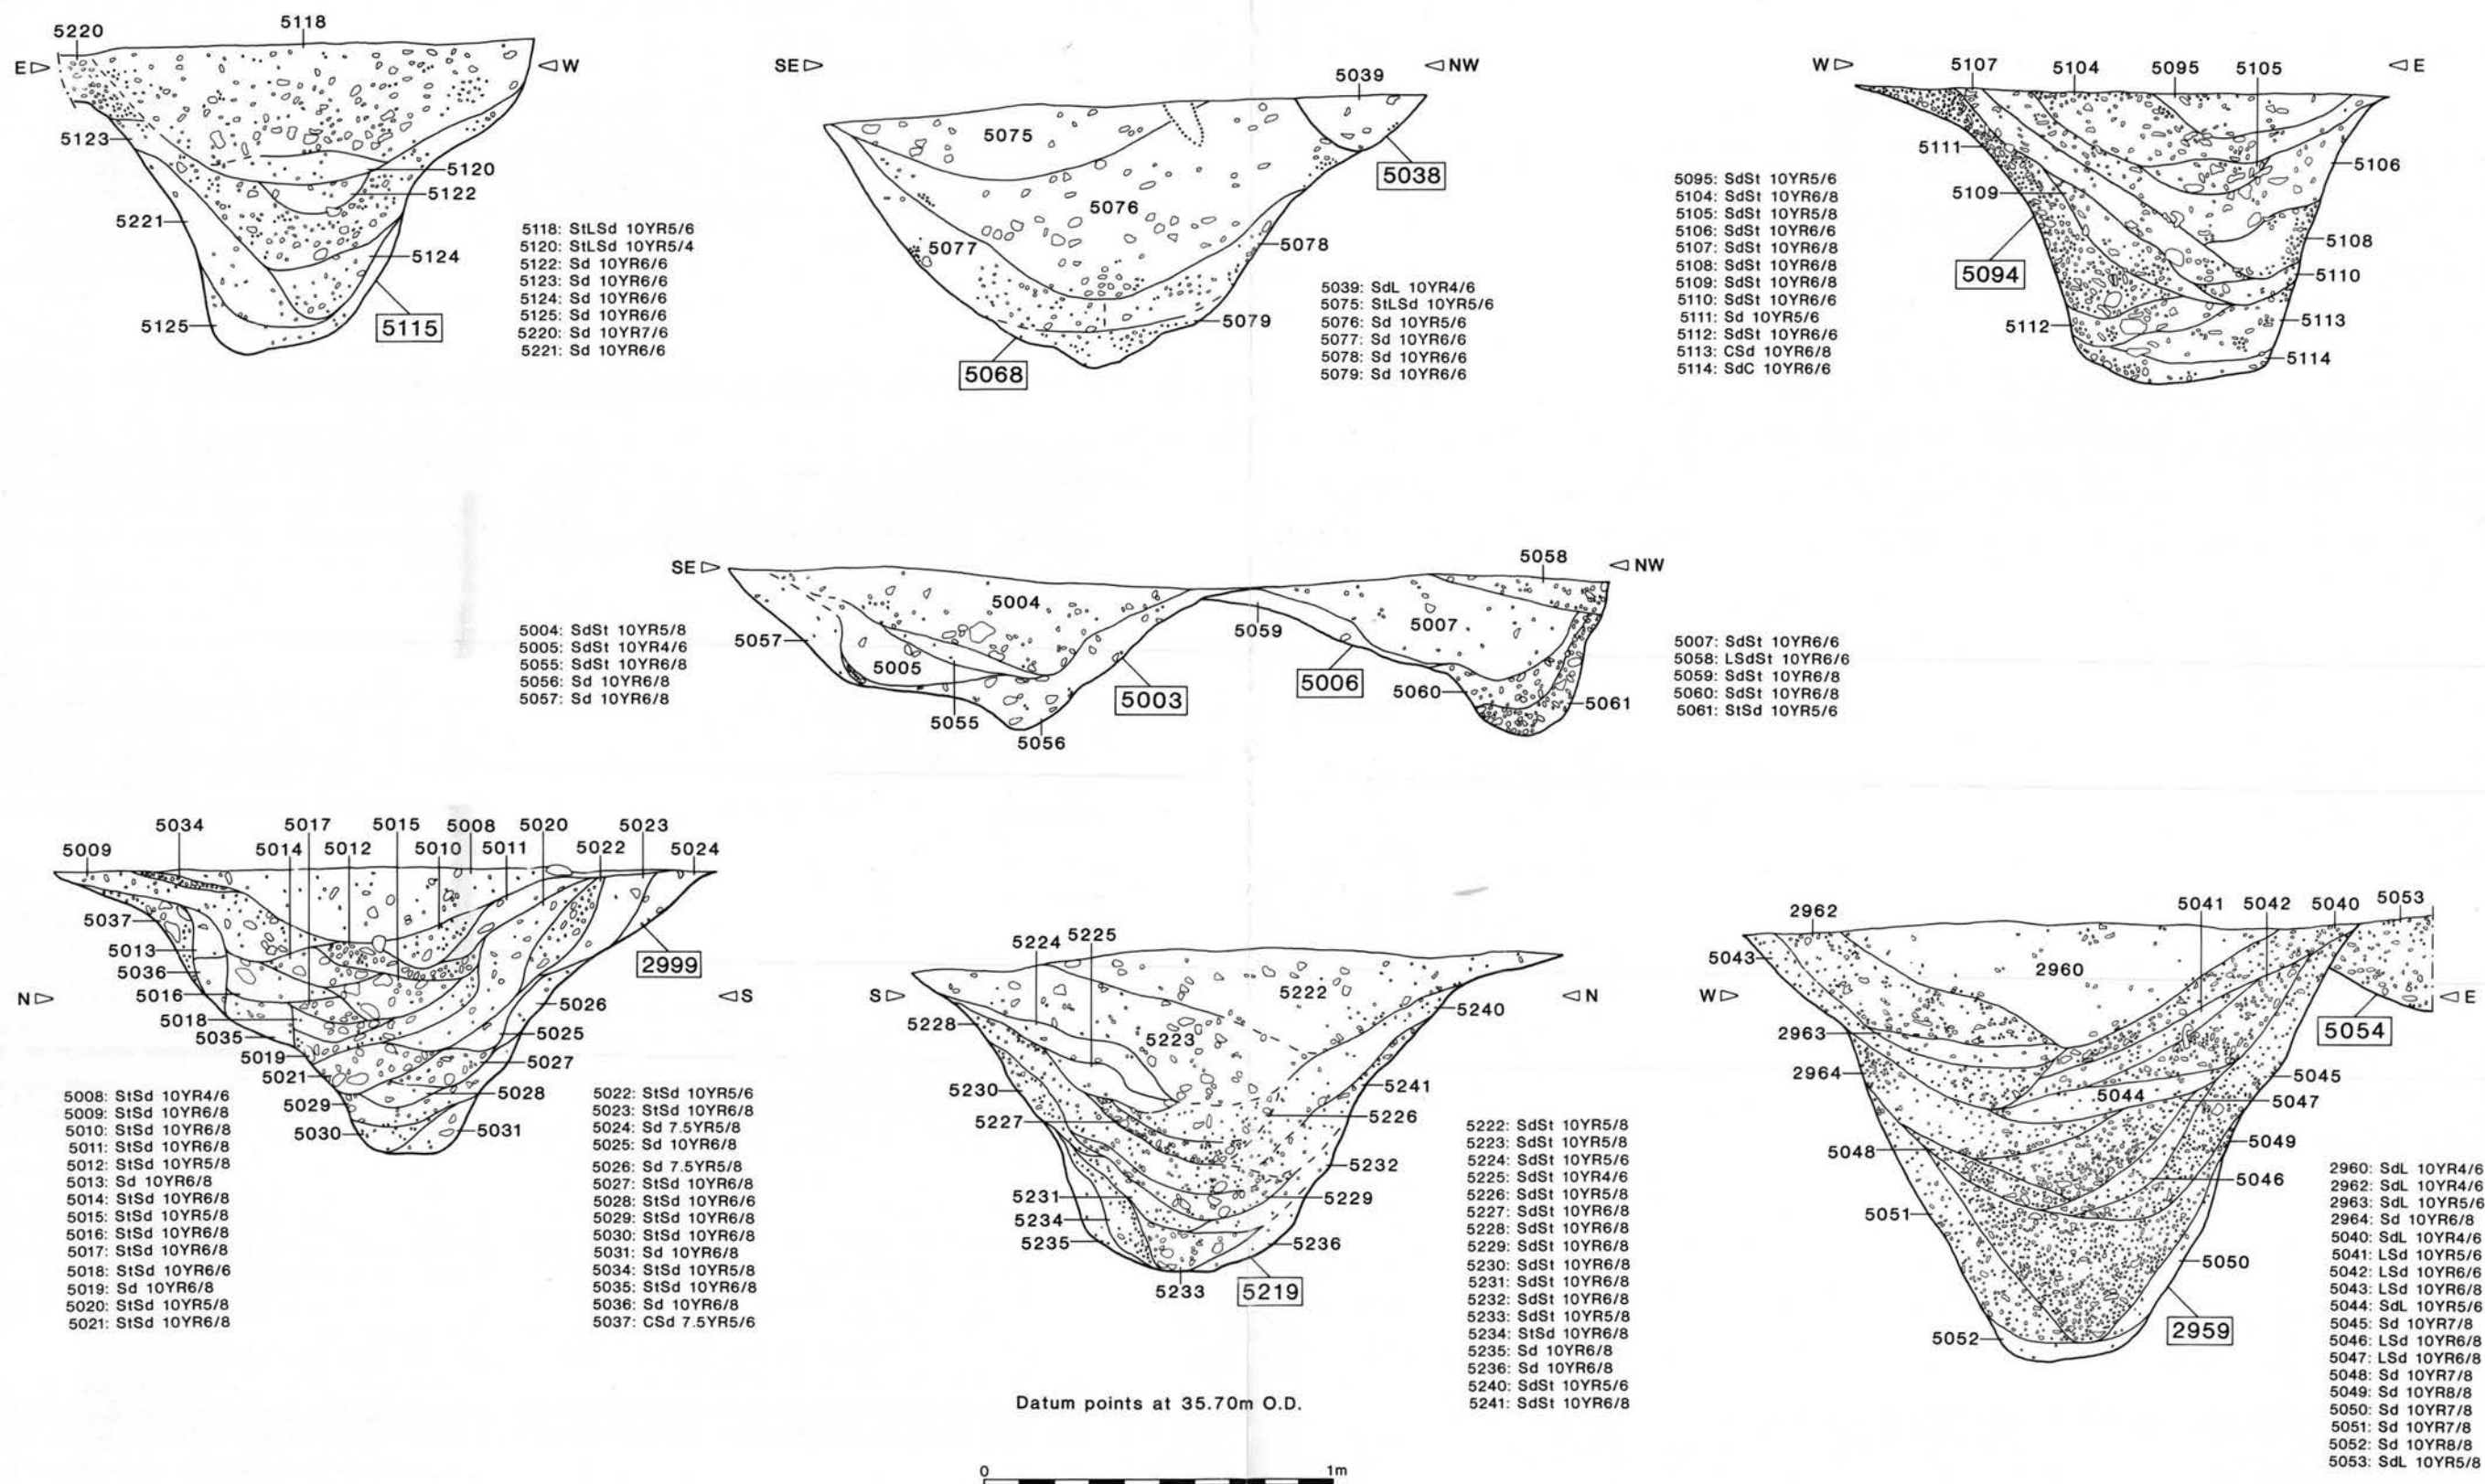 5220 5118
E W
5123
5120
5122
5221
5124
5125
5115
5118: StLSd 10YR5/6
5120: StLSd 10YR5/4
5122: Sd 10YR6/6
5123: Sd 10YR6/6
5124: Sd 10YR6/6
5125: Sd 10YR6/6
5220: Sd 10YR7/6
5221: Sd 10YR6/6
SE NW
5039
5075
5038
5076
5077
5078
5079
5068
5039: SdL 10YR4/6
5075: StLSd 10YR5/6
5076: Sd 10YR5/6
5077: Sd 10YR6/6
5078: Sd 10YR6/6
5079: Sd 10YR6/6
W 5107 5104 5095 5105 E
5111
5106
5109
5094
5108
5110
5112
5113
5114
5095: SdSt 10YR5/6
5104: SdSt 10YR6/8
5105: SdSt 10YR5/8
5106: SdSt 10YR6/6
5107: SdSt 10YR6/8
5108: SdSt 10YR6/8
5109: SdSt 10YR6/8
5110: SdSt 10YR6/6
5111: Sd 10YR5/6
5112: SdSt 10YR6/6
5113: CSd 10YR6/8
5114: SdC 10YR6/6
SE NW
5058
5004
5057
5059
5007
5005
5006
5003
5060
5061
5055
5056
5004: SdSt 10YR5/8
5005: SdSt 10YR4/6
5055: SdSt 10YR6/8
5056: Sd 10YR6/8
5057: Sd 10YR6/8
5007: SdSt 10YR6/6
5058: LSdSt 10YR6/6
5059: SdSt 10YR6/8
5060: SdSt 10YR6/8
5061: StSd 10YR5/6
5034 5017 5015 5008 5020 5023
5009 5014 5012 5010 5011 5022 5024
5037
5013
5036
2999
N S
5016
5026
5018
5025
5035
5019
5027
5021
5028
5029
5030
5031
5008: StSd 10YR4/6
5009: StSd 10YR6/8
5010: StSd 10YR6/8
5011: StSd 10YR6/8
5012: StSd 10YR5/8
5013: Sd 10YR6/8
5014: StSd 10YR6/8
5015: StSd 10YR5/8
5016: StSd 10YR6/8
5017: StSd 10YR6/8
5018: StSd 10YR6/6
5019: Sd 10YR6/8
5020: StSd 10YR5/8
5021: StSd 10YR6/8
5022: StSd 10YR5/6
5023: StSd 10YR6/8
5024: Sd 7.5YR5/8
5025: Sd 10YR6/8
5026: Sd 7.5YR5/8
5027: StSd 10YR6/8
5028: StSd 10YR6/6
5029: StSd 10YR6/8
5030: StSd 10YR6/8
5031: Sd 10YR6/8
5034: StSd 10YR5/8
5035: StSd 10YR6/8
5036: Sd 10YR6/8
5037: CSd 7.5YR5/6
5224 5225
S N
5222
5240
5228
5223
5230
5241
5227
5226
5232
5231
5229
5234
5235
5236
5233
5219
5222: SdSt 10YR5/8
5223: SdSt 10YR5/8
5224: SdSt 10YR5/6
5225: SdSt 10YR4/6
5226: SdSt 10YR5/8
5227: SdSt 10YR6/8
5228: SdSt 10YR6/8
5229: SdSt 10YR6/8
5230: SdSt 10YR6/8
5231: SdSt 10YR6/8
5232: SdSt 10YR6/8
5233: SdSt 10YR5/8
5234: StSd 10YR6/8
5235: Sd 10YR6/8
5236: Sd 10YR6/8
5240: SdSt 10YR5/6
5241: SdSt 10YR6/8
2962 5041 5042 5040 5053
5043
2960
W E
2963
5054
2964
5045
5044
5047
5048
5049
5046
5051
5050
5052
2959
2960: SdL 10YR4/6
2962: SdL 10YR4/6
2963: SdL 10YR5/6
2964: Sd 10YR6/8
5040: SdL 10YR4/6
5041: LSd 10YR5/6
5042: LSd 10YR6/6
5043: LSd 10YR6/8
5044: SdL 10YR5/6
5045: Sd 10YR7/8
5046: LSd 10YR6/8
5047: LSd 10YR6/8
5048: Sd 10YR7/8
5049: Sd 10YR8/8
5050: Sd 10YR7/8
5051: Sd 10YR7/8
5052: Sd 10YR8/8
5053: SdL 10YR5/8
Datum points at 35.70m O.D.
0 1m